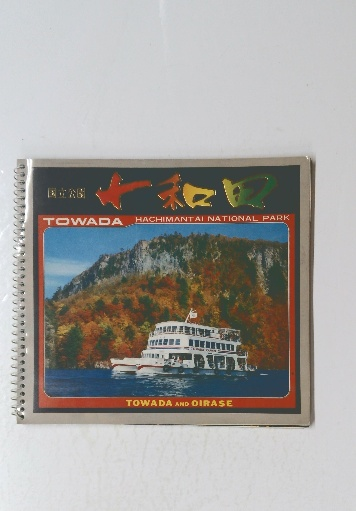 国立公園 十和田
TOWADA HACHIMANTAI NATIONAL PARK
TOWADA AND OIRASE